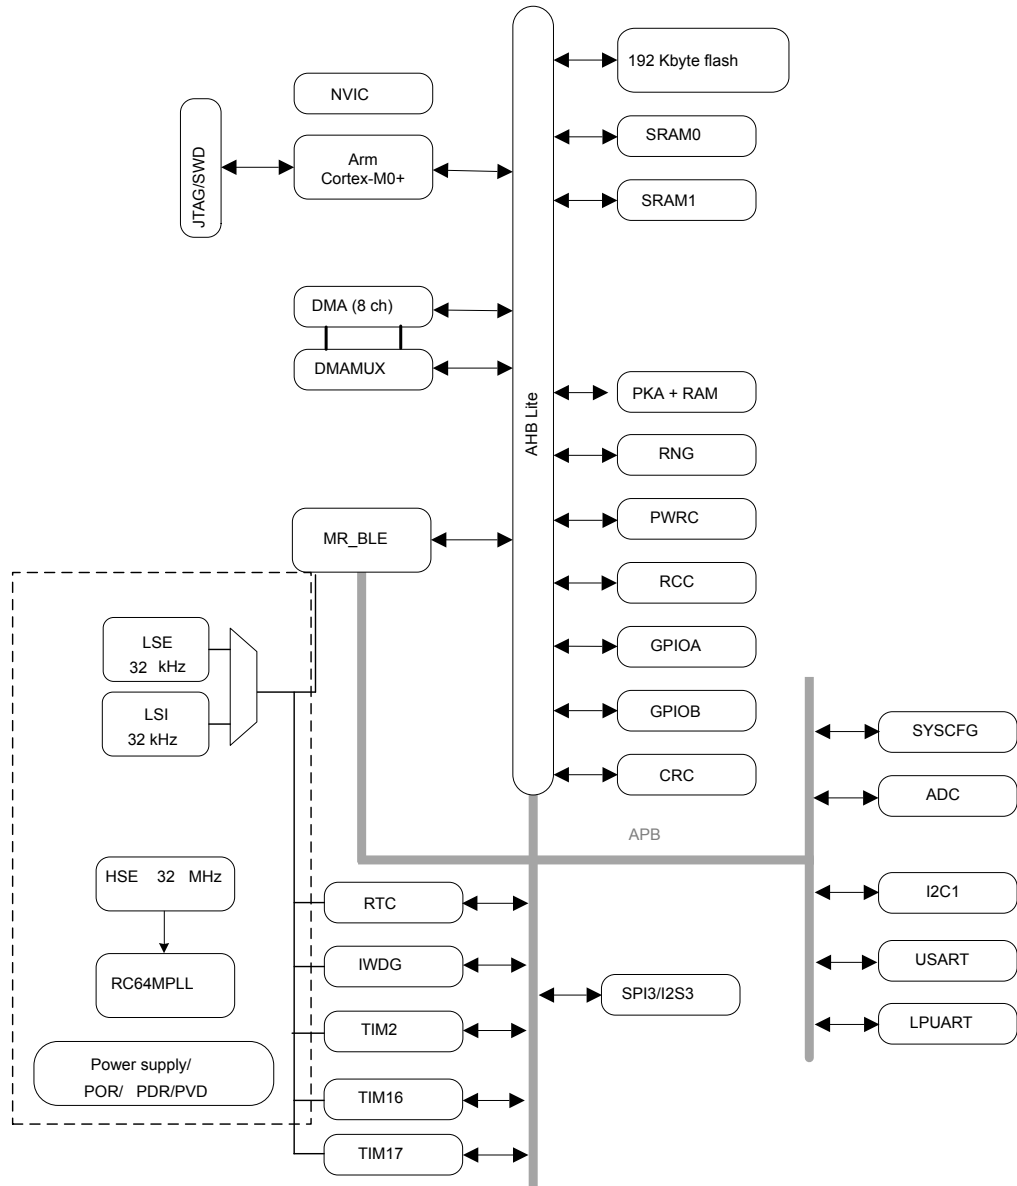 192 Kbyte flash
NVIC
SRAM0
JTAG/SWD
Arm
Cortex-M0+
SRAM1
DMA (8 ch)
DMAMUX
AHB Lite
PKA + RAM
RNG
PWRC
MR_BLE
RCC
LSE
32 kHz
GPIOA
LSI
32 kHz
GPIOB
SYSCFG
CRC
ADC
APB
HSE 32 MHz
RTC
I2C1
RC64MPLL
IWDG
USART
SPI3/I2S3
TIM2
LPUART
Power supply/
POR/ PDR/PVD
TIM16
TIM17